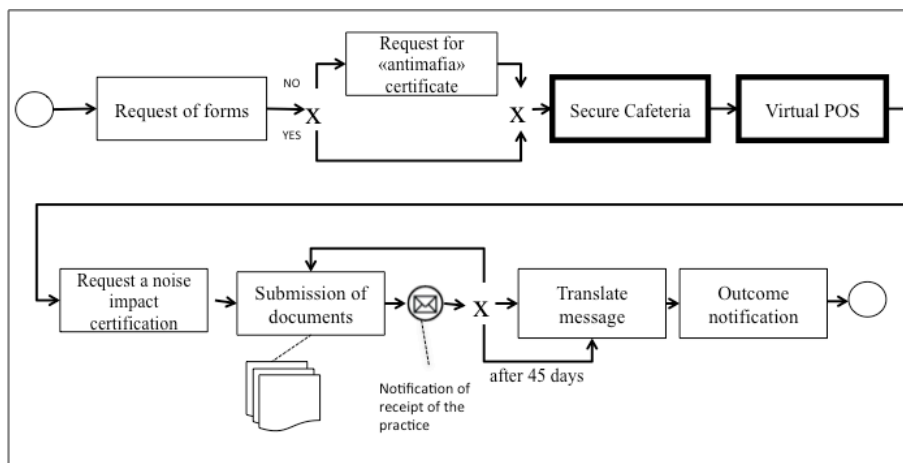 Request for
«antimafia»
certificate
NO
Request of forms
X
X
Secure Cafeteria
Virtual POS
YES
Request a noise
impact
certification
Submission of
documents
X
Translate
message
Outcome
notification
after 45 days
Notification of
receipt of the
practice